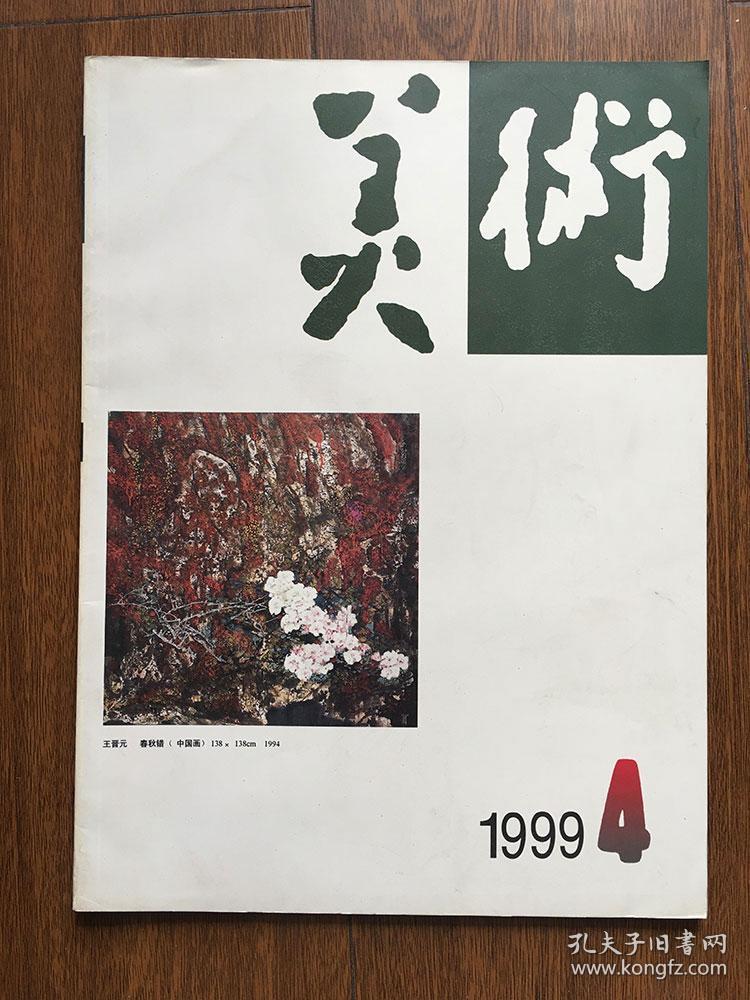 美術
王晋元 春秋错（中国画）138 × 138cm 1994
1999 4
孔夫子旧書网
www.kongfz.com